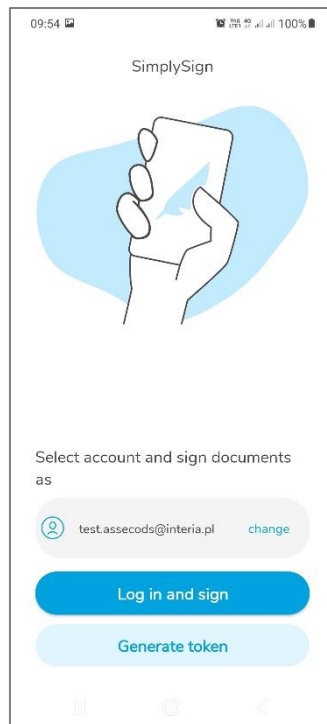 09:54 100%
SimplySign
Select account and sign documents
as
test.assecods@interia.pl change
Log in and sign
Generate token